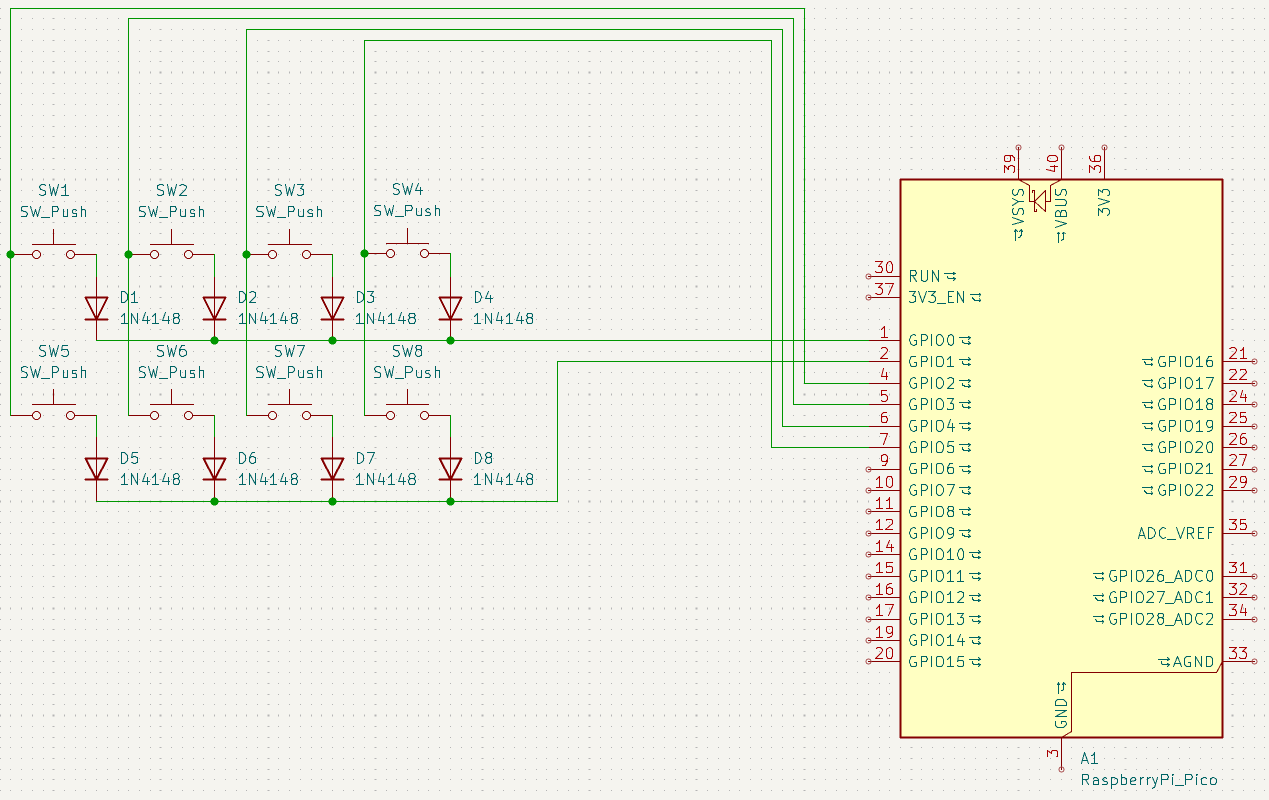 SW1 SW2 SW3 SW4
SW_Push SW_Push SW_Push SW_Push
D1 D2 D3 D4
1N4148 1N4148 1N4148 1N4148
SW5 SW6 SW7 SW8
SW_Push SW_Push SW_Push SW_Push
D5 D6 D7 D8
1N4148 1N4148 1N4148 1N4148
39 40 36
VSYS VBUS 3V3
30 RUN
37 3V3_EN
1 GPIO0
2 GPIO1
4 GPIO2
5 GPIO3
6 GPIO4
7 GPIO5
9 GPIO6
10 GPIO7
11 GPIO8
12 GPIO9
14 GPIO10
15 GPIO11
16 GPIO12
17 GPIO13
19 GPIO14
20 GPIO15
GPIO16 21
GPIO17 22
GPIO18 24
GPIO19 25
GPIO20 26
GPIO21 27
GPIO22 29
ADC_VREF 35
GPIO26_ADC0 31
GPIO27_ADC1 32
GPIO28_ADC2 34
AGND 33
GND
3
A1
RaspberryPi_Pico